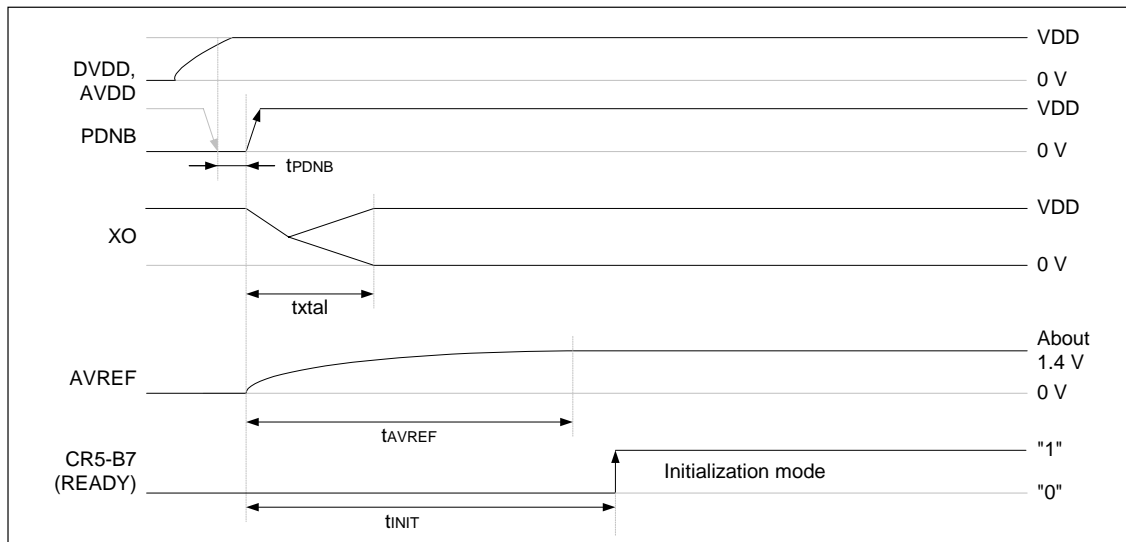 VDD
DVDD,
AVDD
0 V
VDD
PDNB
0 V
tPDNB
VDD
XO
0 V
txtal
About
1.4 V
AVREF
0 V
tAVREF
CR5-B7
(READY)
"1"
Initialization mode
"0"
tINIT